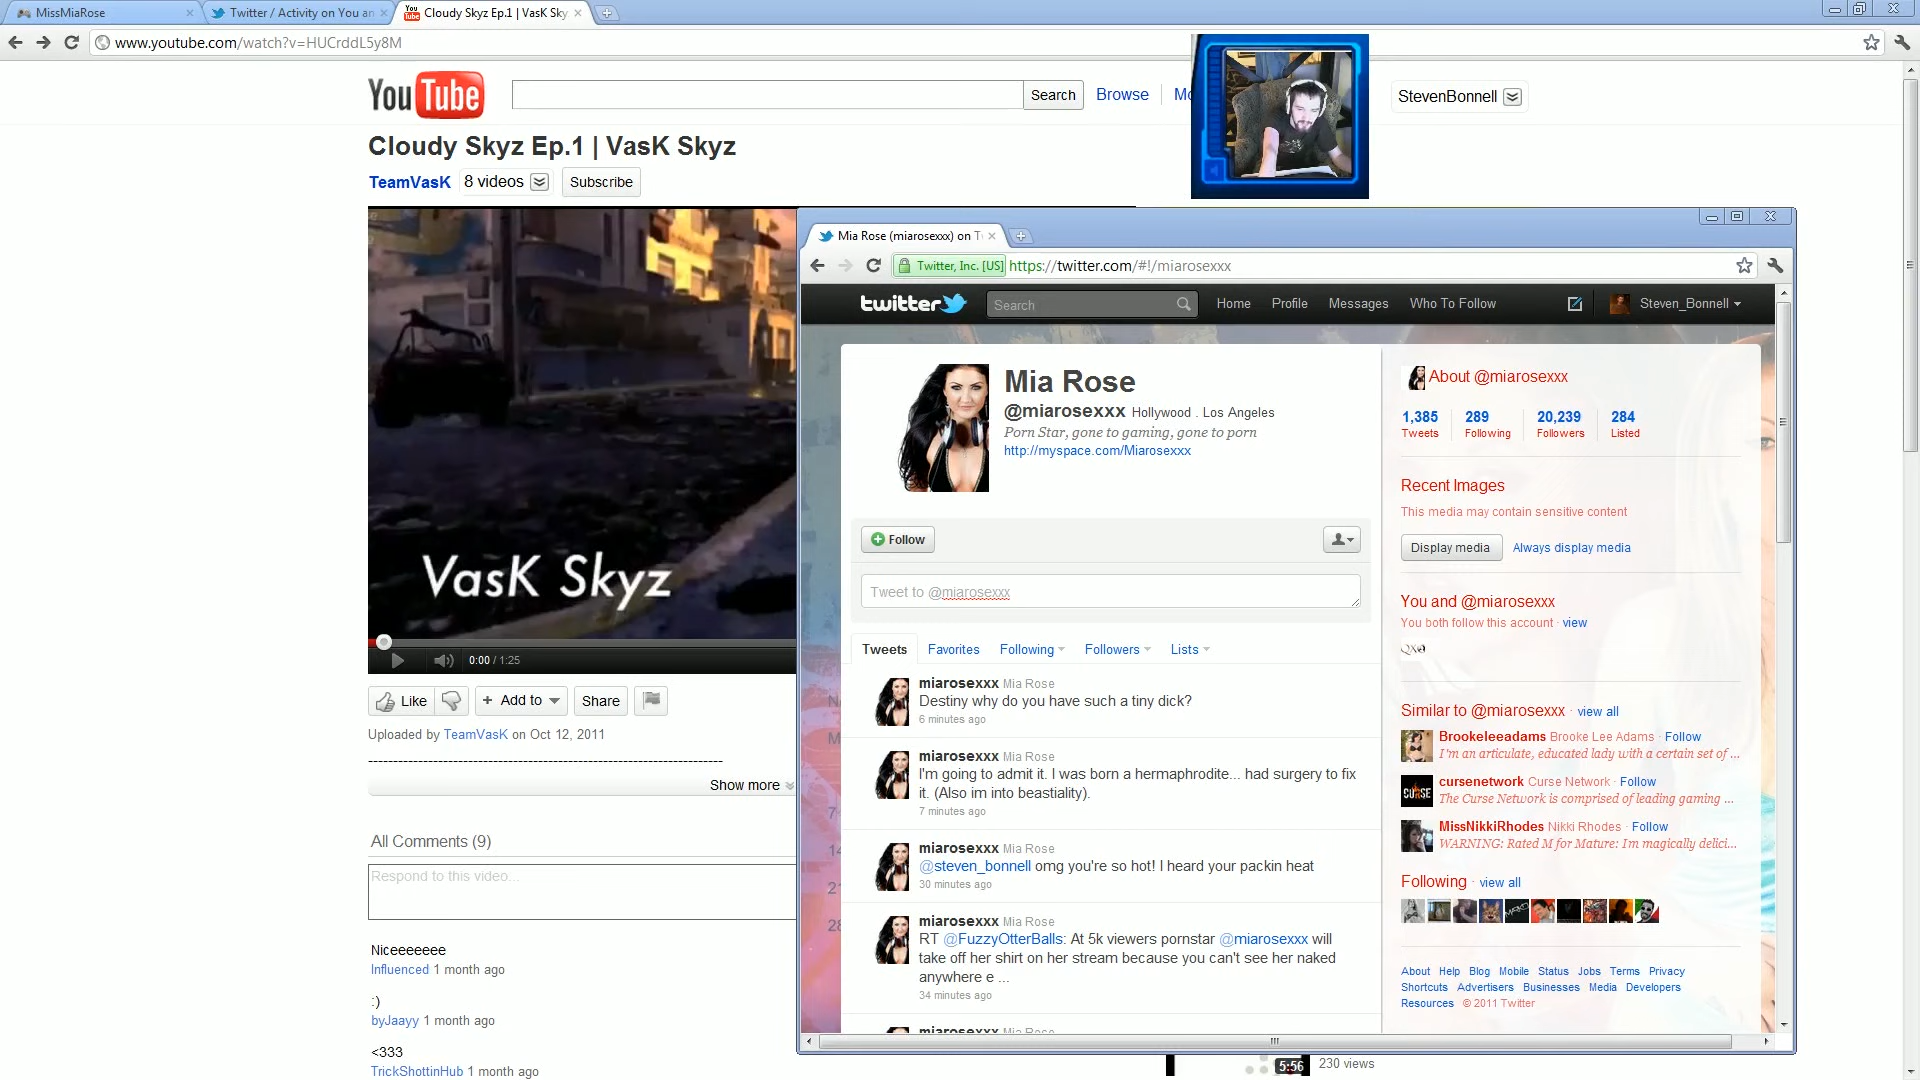 MissMiaRose
Twitter / Activity on You an
Cloudy Skyz Ep.1 | VasK Sky
www.youtube.com/watch?v=HUCrddL5y8M
YouTube
Search
Browse
StevenBonnell
Cloudy Skyz Ep.1 | VasK Skyz
TeamVasK 8 videos Subscribe
VasK Skyz
0:00 / 1:25
Like
+ Add to
Share
Uploaded by TeamVasK on Oct 12, 2011
Show more
All Comments (9)
Respond to this video...
Niceeeeeee
Influenced 1 month ago
:)
byJaayy 1 month ago
<333
TrickShottinHub 1 month ago
Mia Rose (miarosexxx) on T
Twitter, Inc. [US] https://twitter.com/#!/miarosexxx
twitter
Search
Home Profile Messages Who To Follow
Steven_Bonnell
Mia Rose
@miarosexxx Hollywood . Los Angeles
Porn Star, gone to gaming, gone to porn
http://myspace.com/Miarosexxx
Follow
Tweet to @miarosexxx
Tweets Favorites Following Followers Lists
miarosexxx Mia Rose
Destiny why do you have such a tiny dick?
6 minutes ago
miarosexxx Mia Rose
I'm going to admit it. I was born a hermaphrodite... had surgery to fix
it. (Also im into beastiality).
7 minutes ago
miarosexxx Mia Rose
@steven_bonnell omg you're so hot! I heard your packin heat
30 minutes ago
miarosexxx Mia Rose
RT @FuzzyOtterBalls: At 5k viewers pornstar @miarosexxx will
take off her shirt on her stream because you can't see her naked
anywhere e ...
34 minutes ago
miarosexxx Mia Rose
About @miarosexxx
1,385 289 20,239 284
Tweets Following Followers Listed
Recent Images
This media may contain sensitive content
Display media Always display media
You and @miarosexxx
You both follow this account · view
Similar to @miarosexxx · view all
Brookeleeadams Brooke Lee Adams · Follow
I'm an articulate, educated lady with a certain set of ...
cursenetwork Curse Network · Follow
The Curse Network is comprised of leading gaming ...
MissNikkiRhodes Nikki Rhodes · Follow
WARNING: Rated M for Mature: I'm magically delici...
Following · view all
About Help Blog Mobile Status Jobs Terms Privacy
Shortcuts Advertisers Businesses Media Developers
Resources © 2011 Twitter
5:56
230 views